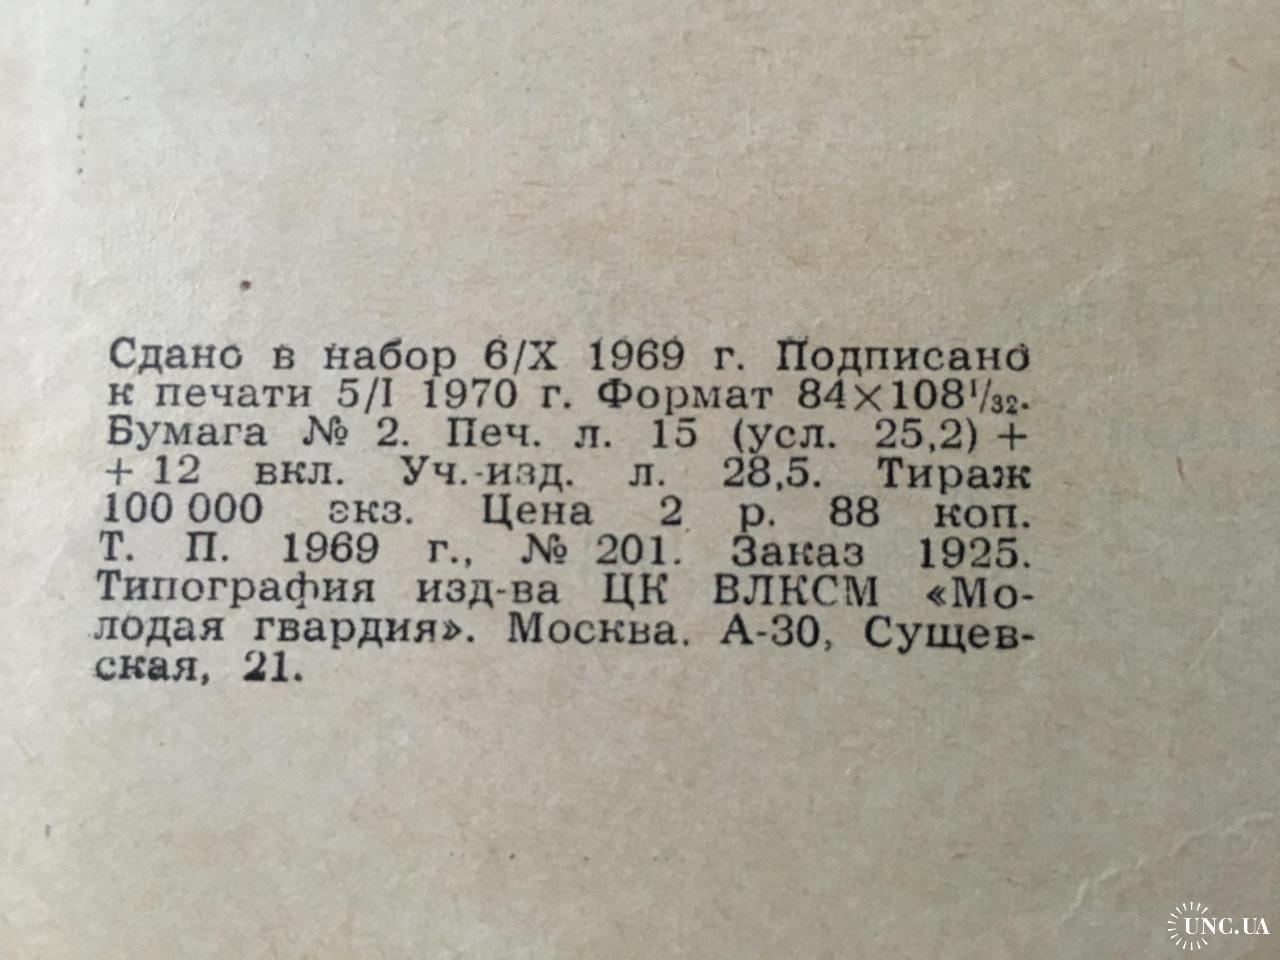 Сдано в набор 6/X 1969 г. Подписано
к печати 5/I 1970 г. Формат 84×108¹/₃₂.
Бумага № 2. Печ. л. 15 (усл. 25,2) +
+ 12 вкл. Уч.-изд. л. 28,5. Тираж
100 000 экз. Цена 2 р. 88 коп.
Т. П. 1969 г., № 201. Заказ 1925.
Типография изд-ва ЦК ВЛКСМ «Мо-
лодая гвардия». Москва. А-30, Сущев-
ская, 21.
UNC.UA